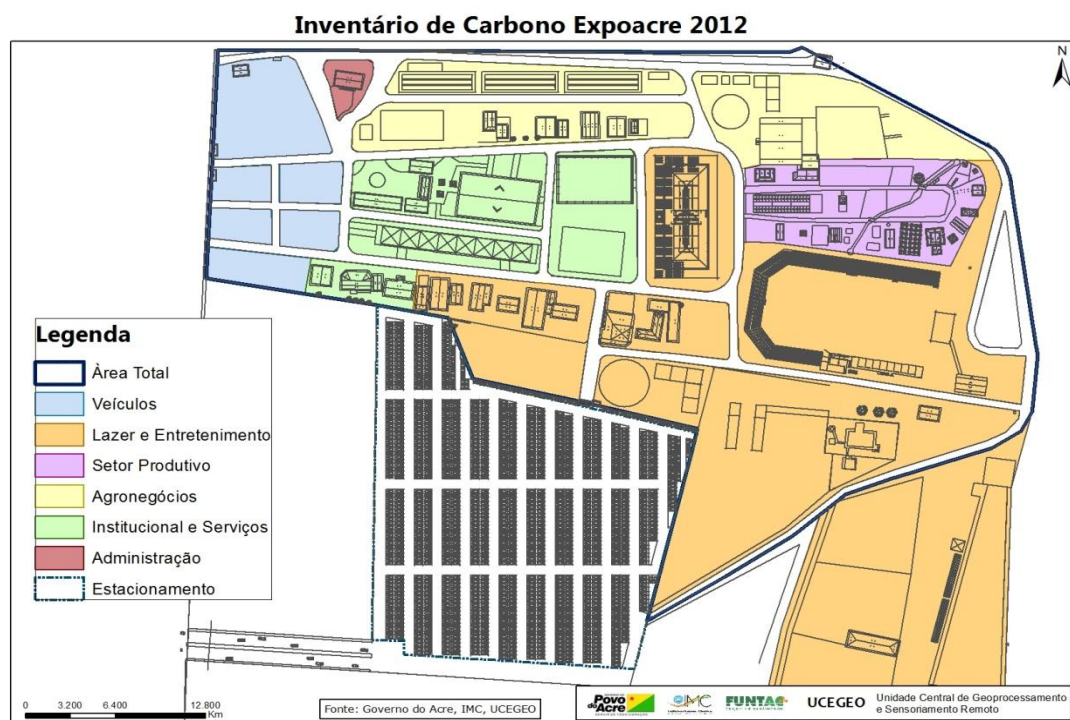 Inventário de Carbono Expoacre 2012
N
Legenda
Àrea Total
Veículos
Lazer e Entretenimento
Setor Produtivo
Agronegócios
Institucional e Serviços
Administração
Estacionamento
0 3.200 6.400 12.800
Km
Fonte: Governo do Acre, IMC, UCEGEO
Povo
do Acre
IMC
FUNTAC
UCEGEO
Unidade Central de Geoprocessamento
e Sensoriamento Remoto